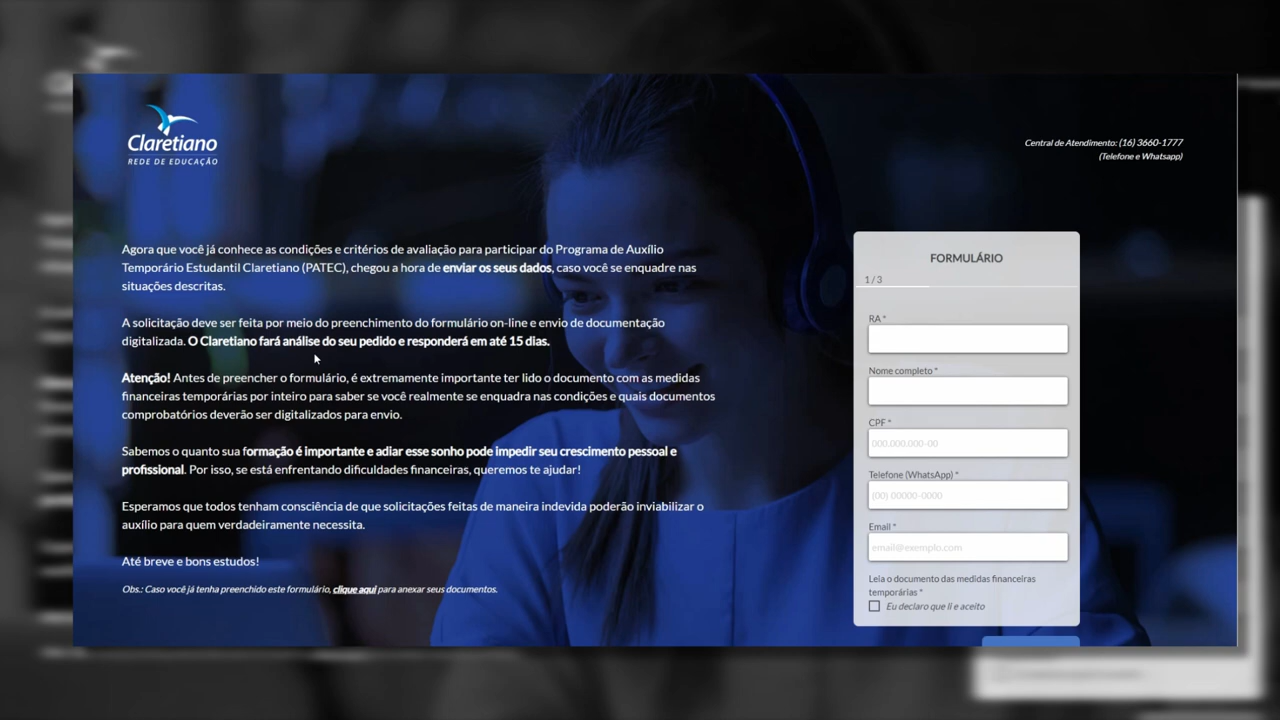 Claretiano
REDE DE EDUCAÇÃO
Central de Atendimento: (16) 3660-1777
(Telefone e Whatsapp)
Agora que você já conhece as condições e critérios de avaliação para participar do Programa de Auxílio
Temporário Estudantil Claretiano (PATEC), chegou a hora de enviar os seus dados, caso você se enquadre nas
situações descritas.
A solicitação deve ser feita por meio do preenchimento do formulário on-line e envio de documentação
digitalizada. O Claretiano fará análise do seu pedido e responderá em até 15 dias.
Atenção! Antes de preencher o formulário, é extremamente importante ter lido o documento com as medidas
financeiras temporárias por inteiro para saber se você realmente se enquadra nas condições e quais documentos
comprobatórios deverão ser digitalizados para envio.
Sabemos o quanto sua formação é importante e adiar esse sonho pode impedir seu crescimento pessoal e
profissional. Por isso, se está enfrentando dificuldades financeiras, queremos te ajudar!
Esperamos que todos tenham consciência de que solicitações feitas de maneira indevida poderão inviabilizar o
auxílio para quem verdadeiramente necessita.
Até breve e bons estudos!
Obs.: Caso você já tenha preenchido este formulário, clique aqui para anexar seus documentos.
FORMULÁRIO
1 / 3
RA *
Nome completo *
CPF *
000.000.000-00
Telefone (WhatsApp) *
(00) 00000-0000
Email *
email@exemplo.com
Leia o documento das medidas financeiras
temporárias *
Eu declaro que li e aceito